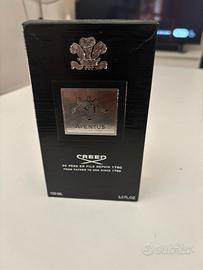 AVENTUS
CREED
DE PÈRE EN FILS DEPUIS 1760
FROM FATHER TO SON SINCE 1760
100 ML
3.3 FL.OZ